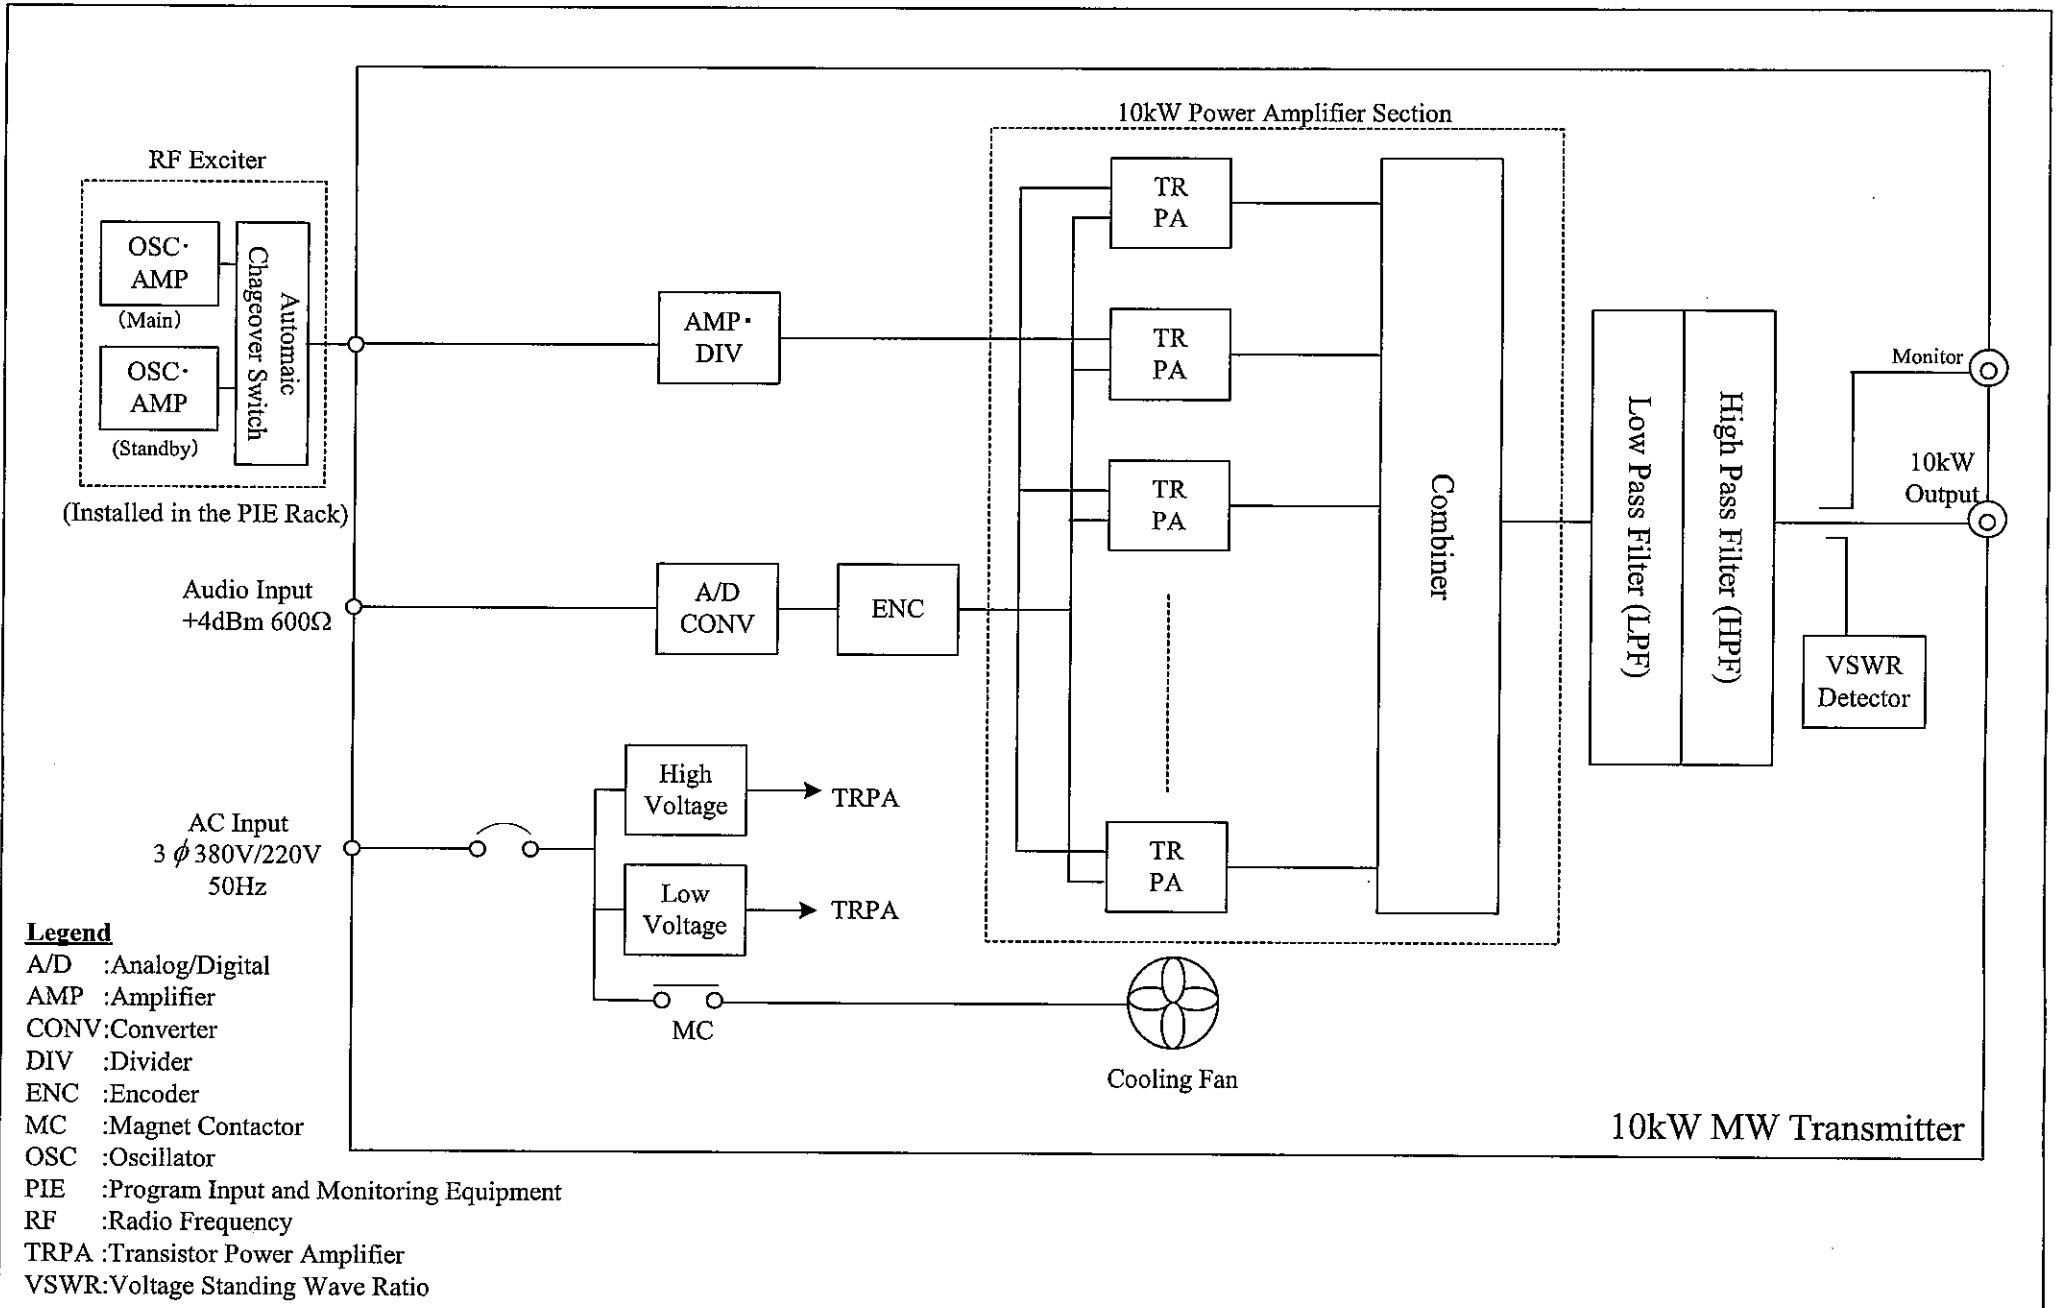 10kW Power Amplifier Section
RF Exciter
OSC・
AMP
(Main)
OSC・
AMP
(Standby)
Automaic
Chageover Switch
(Installed in the PIE Rack)
AMP・
DIV
TR
PA
TR
PA
TR
PA
TR
PA
Combiner
Low Pass Filter (LPF)
High Pass Filter (HPF)
Monitor
10kW
Output
VSWR
Detector
Audio Input
+4dBm 600Ω
A/D
CONV
ENC
High
Voltage
TRPA
Low
Voltage
TRPA
AC Input
3 ϕ 380V/220V
50Hz
MC
Cooling Fan
10kW MW Transmitter
Legend
A/D :Analog/Digital
AMP :Amplifier
CONV:Converter
DIV :Divider
ENC :Encoder
MC :Magnet Contactor
OSC :Oscillator
PIE :Program Input and Monitoring Equipment
RF :Radio Frequency
TRPA :Transistor Power Amplifier
VSWR:Voltage Standing Wave Ratio